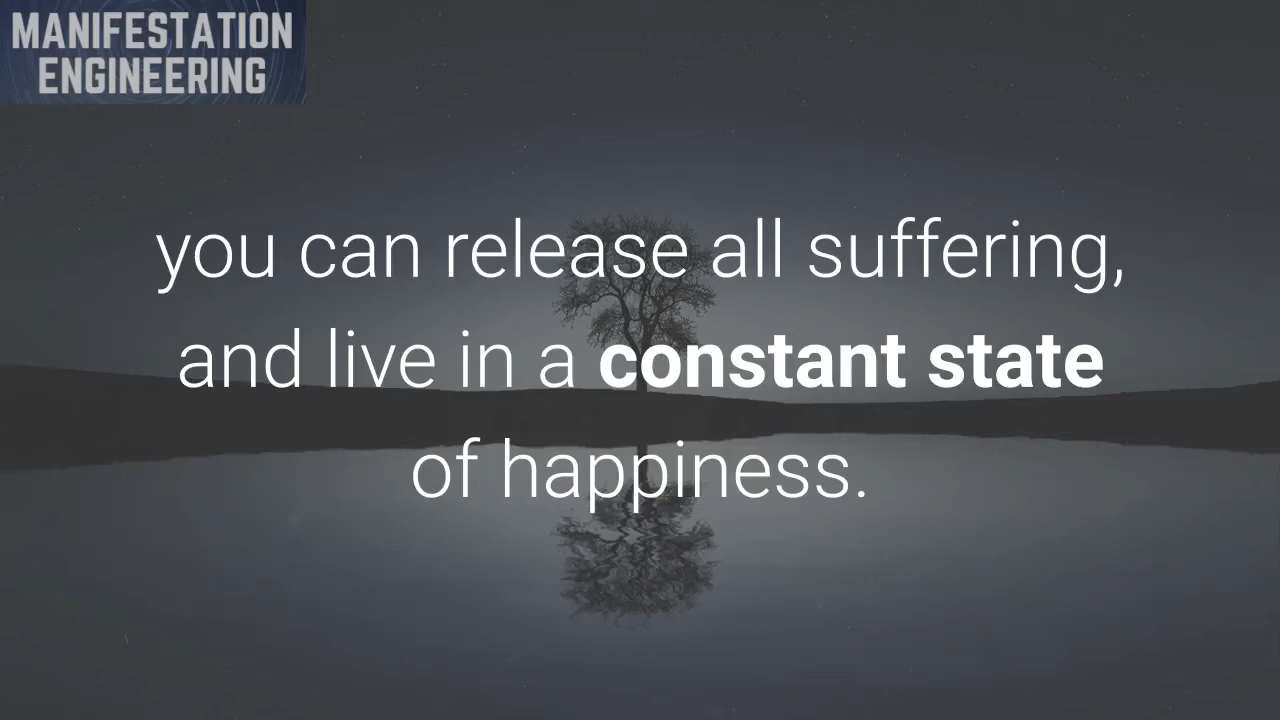 MANIFESTATION
ENGINEERING
you can release all suffering,
and live in a constant state
of happiness.